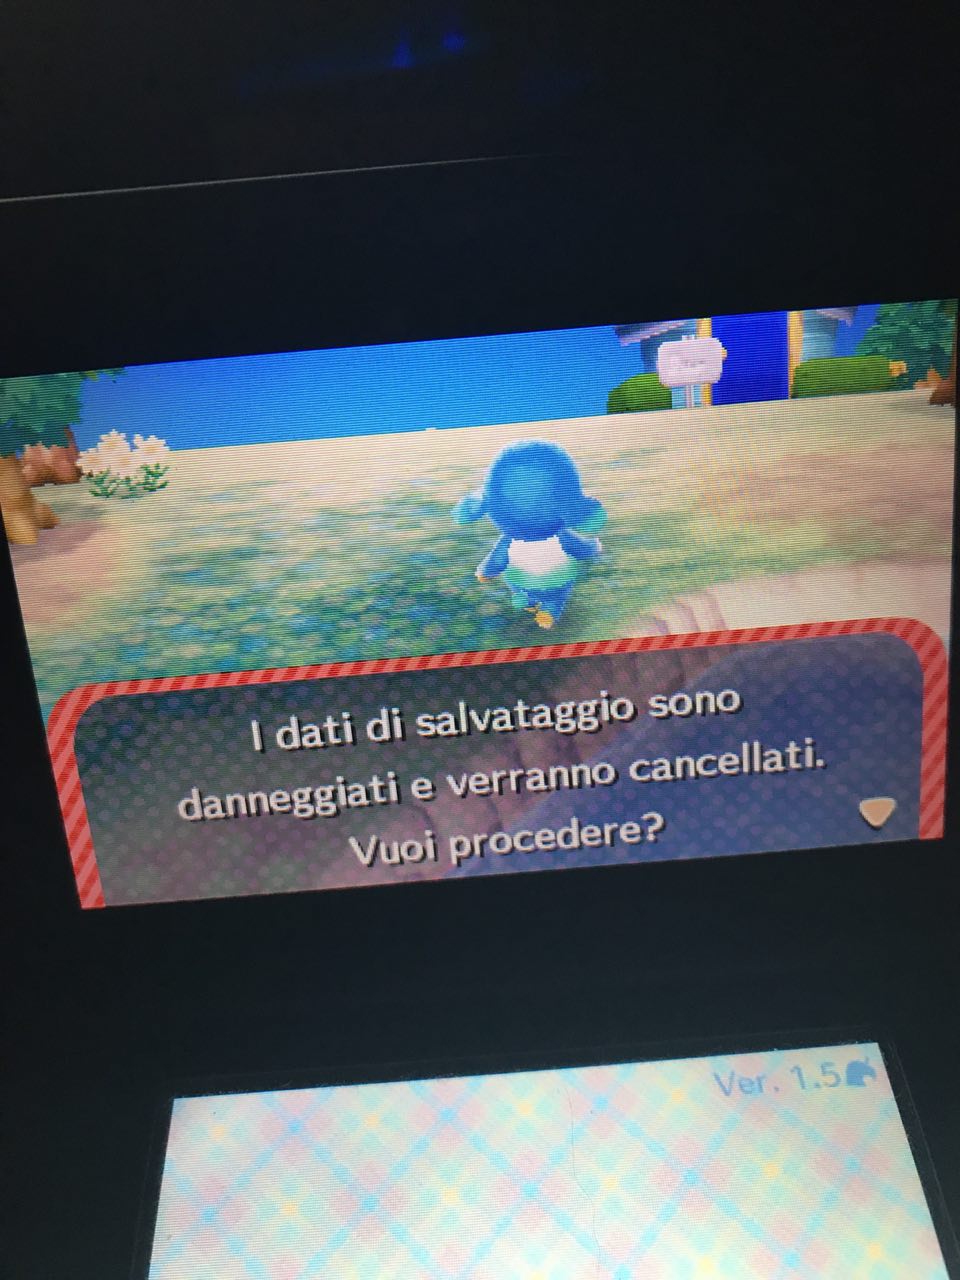 I dati di salvataggio sono
danneggiati e verranno cancellati.
Vuoi procedere?
Ver. 1.5